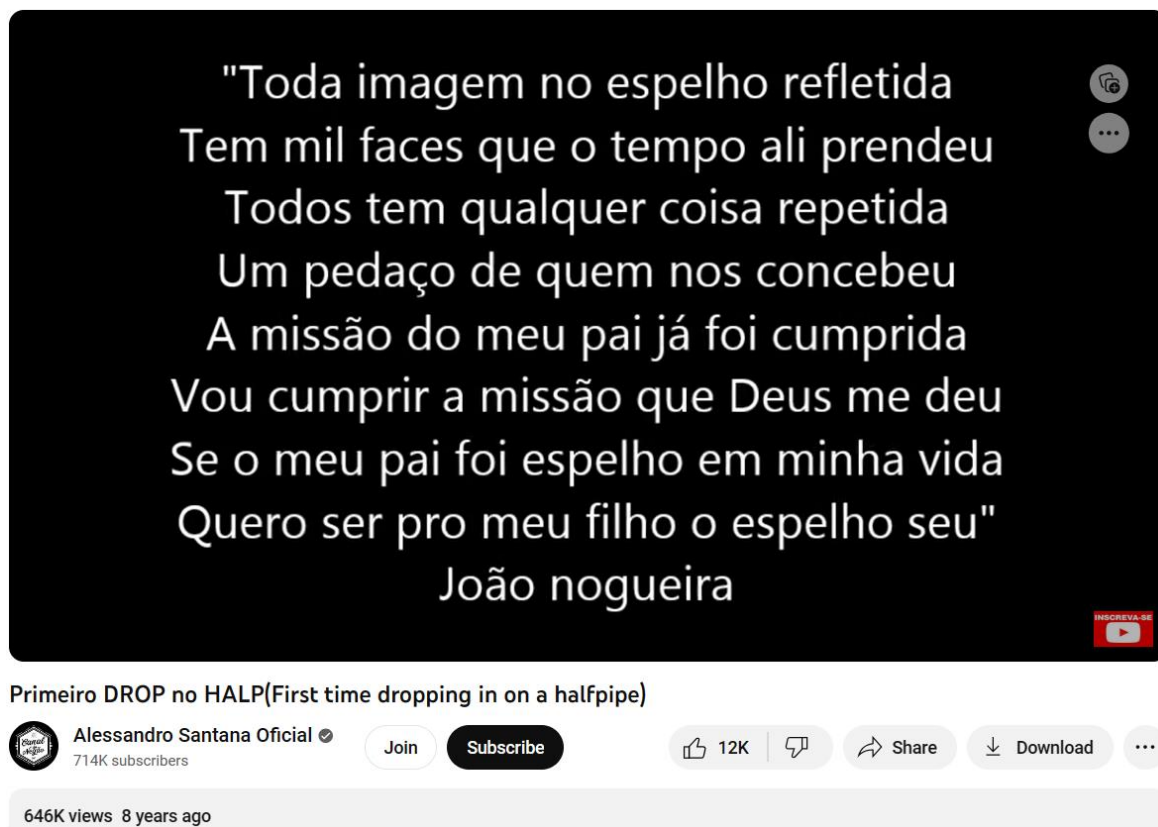 "Toda imagem no espelho refletida
Tem mil faces que o tempo ali prendeu
Todos tem qualquer coisa repetida
Um pedaço de quem nos concebeu
A missão do meu pai já foi cumprida
Vou cumprir a missão que Deus me deu
Se o meu pai foi espelho em minha vida
Quero ser pro meu filho o espelho seu"
João nogueira
INSCREVA-SE
Primeiro DROP no HALP(First time dropping in on a halfpipe)
Alessandro Santana Oficial
714K subscribers
Join
Subscribe
12K
Share
Download
646K views 8 years ago